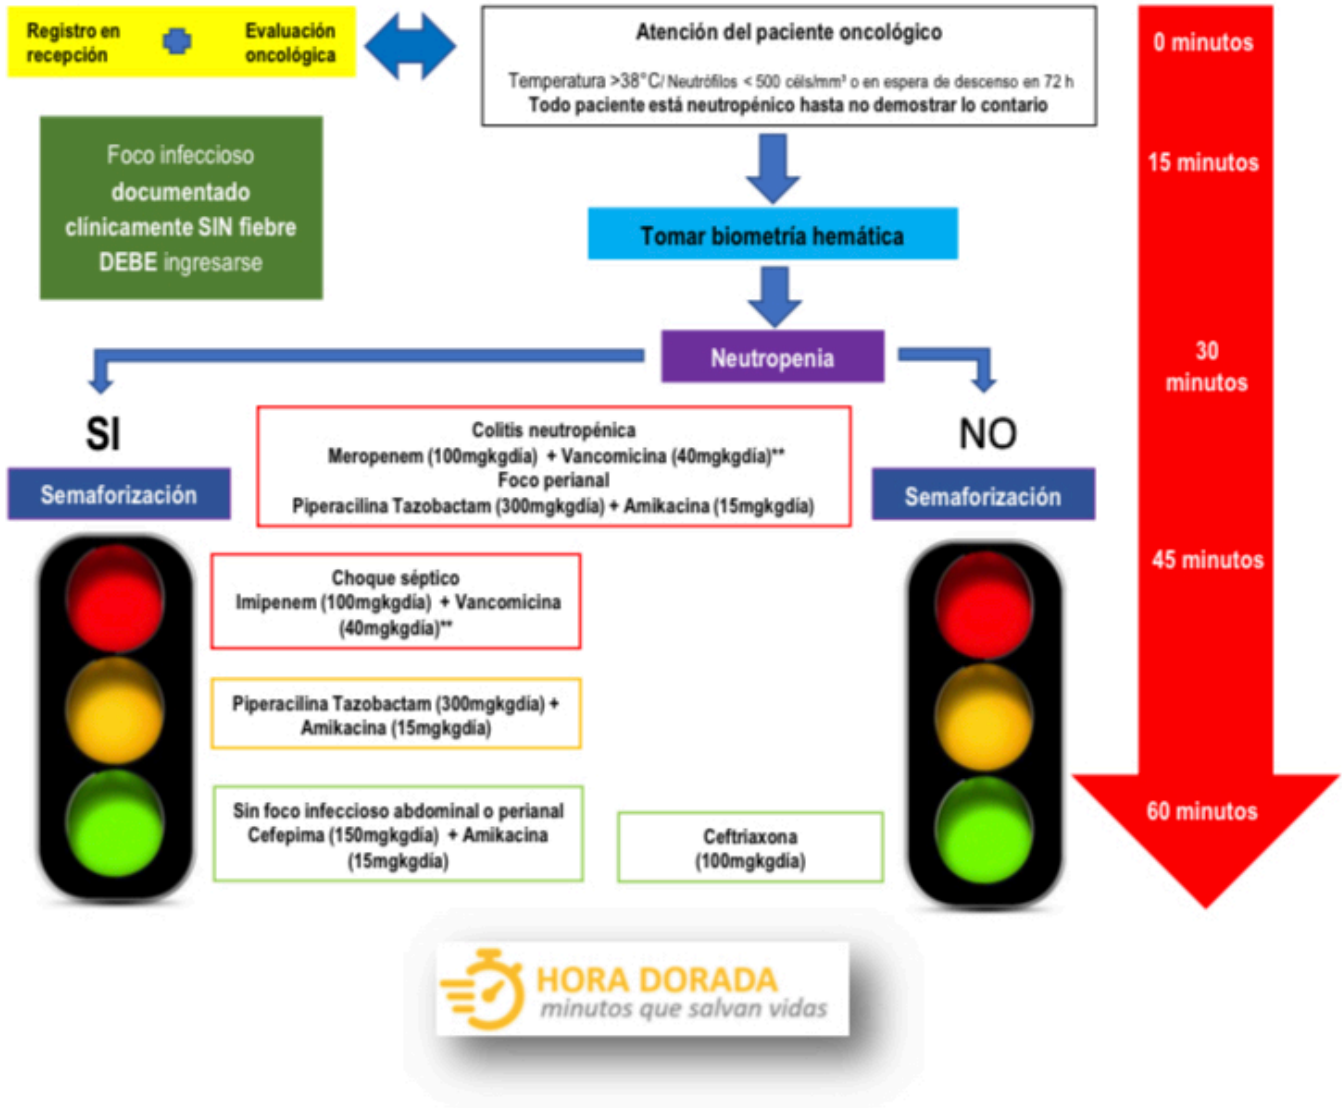 Registro en
recepción
Evaluación
oncológica
Atención del paciente oncológico
Temperatura >38°C/ Neutrófilos < 500 céls/mm³ o en espera de descenso en 72 h
Todo paciente está neutropénico hasta no demostrar lo contario
0 minutos
15 minutos
30
minutos
45 minutos
60 minutos
Foco infeccioso
documentado
clínicamente SIN fiebre
DEBE ingresarse
Tomar biometría hemática
Neutropenia
SI
Semaforización
Colitis neutropénica
Meropenem (100mgkgdía) + Vancomicina (40mgkgdía)**
Foco perianal
Piperacilina Tazobactam (300mgkgdía) + Amikacina (15mgkgdía)
NO
Semaforización
Choque séptico
Imipenem (100mgkgdía) + Vancomicina
(40mgkgdía)**
Piperacilina Tazobactam (300mgkgdía) +
Amikacina (15mgkgdía)
Sin foco infeccioso abdominal o perianal
Cefepima (150mgkgdía) + Amikacina
(15mgkgdía)
Ceftriaxona
(100mgkgdía)
HORA DORADA
minutos que salvan vidas